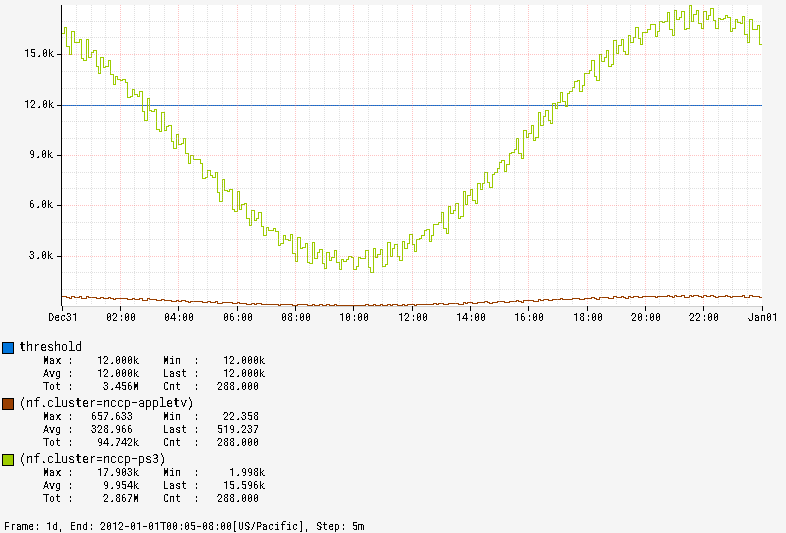 15.0k
12.0k
9.0k
6.0k
3.0k
Dec31 02:00 04:00 06:00 08:00 10:00 12:00 14:00 16:00 18:00 20:00 22:00 Jan01
threshold
Max : 12.000k Min : 12.000k
Avg : 12.000k Last : 12.000k
Tot : 3.456M Cnt : 288.000
(nf.cluster=nccp-appletv)
Max : 657.633 Min : 22.358
Avg : 328.966 Last : 519.237
Tot : 94.742k Cnt : 288.000
(nf.cluster=nccp-ps3)
Max : 17.903k Min : 1.998k
Avg : 9.954k Last : 15.596k
Tot : 2.867M Cnt : 288.000
Frame: 1d, End: 2012-01-01T00:05-08:00[US/Pacific], Step: 5m